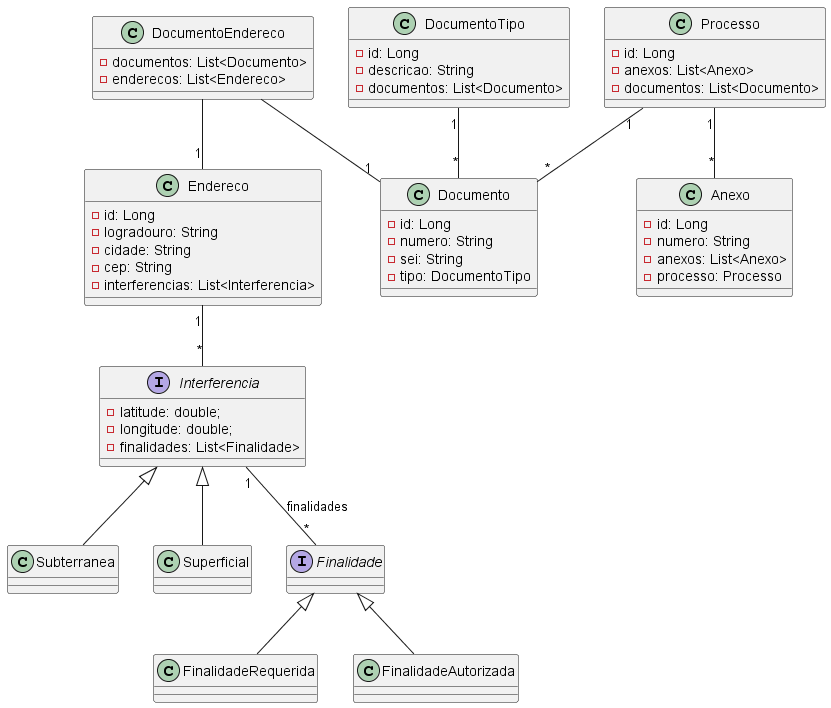 C DocumentoEndereco
documentos: List<Documento>
enderecos: List<Endereco>
C DocumentoTipo
id: Long
descricao: String
documentos: List<Documento>
C Processo
id: Long
anexos: List<Anexo>
documentos: List<Documento>
1
1
*
1
*
1
1
*
C Endereco
id: Long
logradouro: String
cidade: String
cep: String
interferencias: List<Interferencia>
C Documento
id: Long
numero: String
sei: String
tipo: DocumentoTipo
C Anexo
id: Long
numero: String
anexos: List<Anexo>
processo: Processo
1
*
I Interferencia
latitude: double;
longitude: double;
finalidades: List<Finalidade>
1
finalidades
*
C Subterranea
C Superficial
I Finalidade
C FinalidadeRequerida
C FinalidadeAutorizada